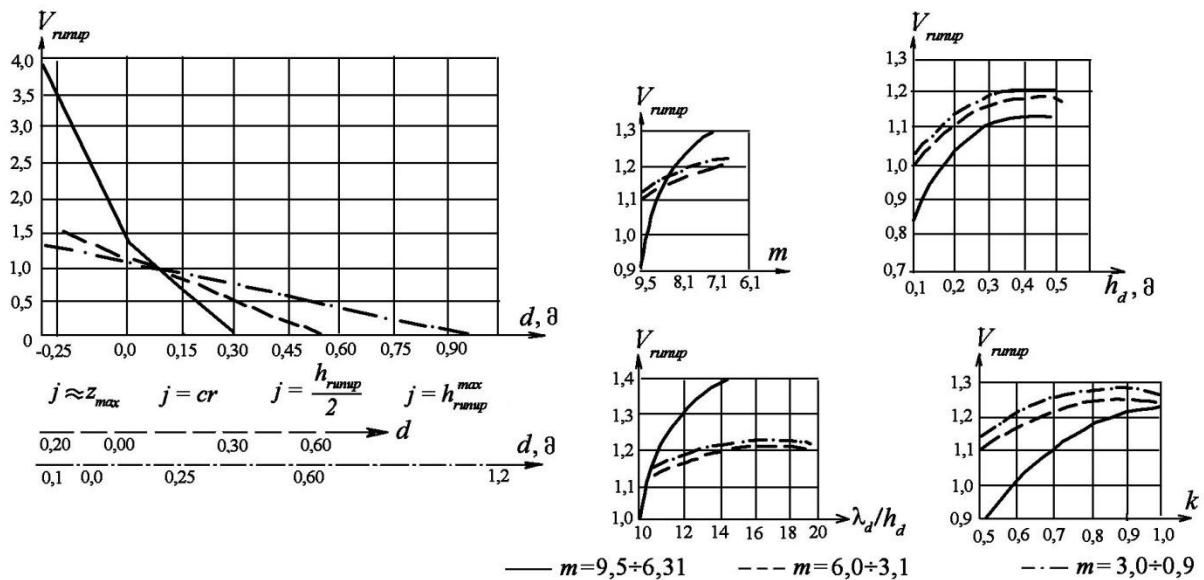 V_runup
4,0
3,5
3,0
2,5
2,0
1,5
1,0
0,5
0
-0,25 0,0 0,15 0,30 0,45 0,60 0,75 0,90
d, ∂
j≈z_max j=cr j=h_runup/2 j=h_runup^max
0,20 0,00 0,30 0,60 d
0,1 0,0 0,25 0,60 1,2 d, ∂
V_runup
1,3
1,2
1,1
1,0
0,9
9,5 8,1 7,1 6,1
m
V_runup
1,3
1,2
1,1
1,0
0,9
0,8
0,7
0,1 0,2 0,3 0,4 0,5
h_d, ∂
V_runup
1,4
1,3
1,2
1,1
1,0
10 12 14 16 18 20
λ_d/h_d
V_runup
1,3
1,2
1,1
1,0
0,9
0,5 0,6 0,7 0,8 0,9 1,0
k
m=9,5÷6,31 m=6,0÷3,1 m=3,0÷0,9